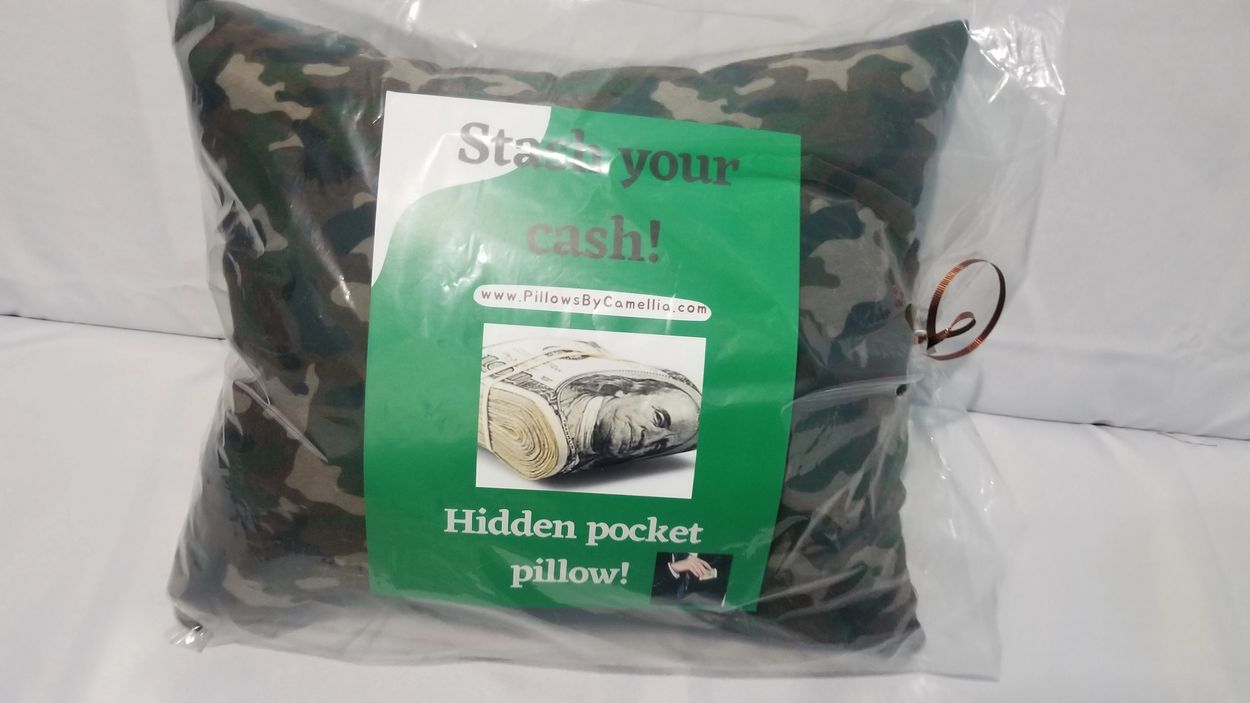 Stash your
cash!
www.PillowsByCamellia.com
Hidden pocket
pillow!